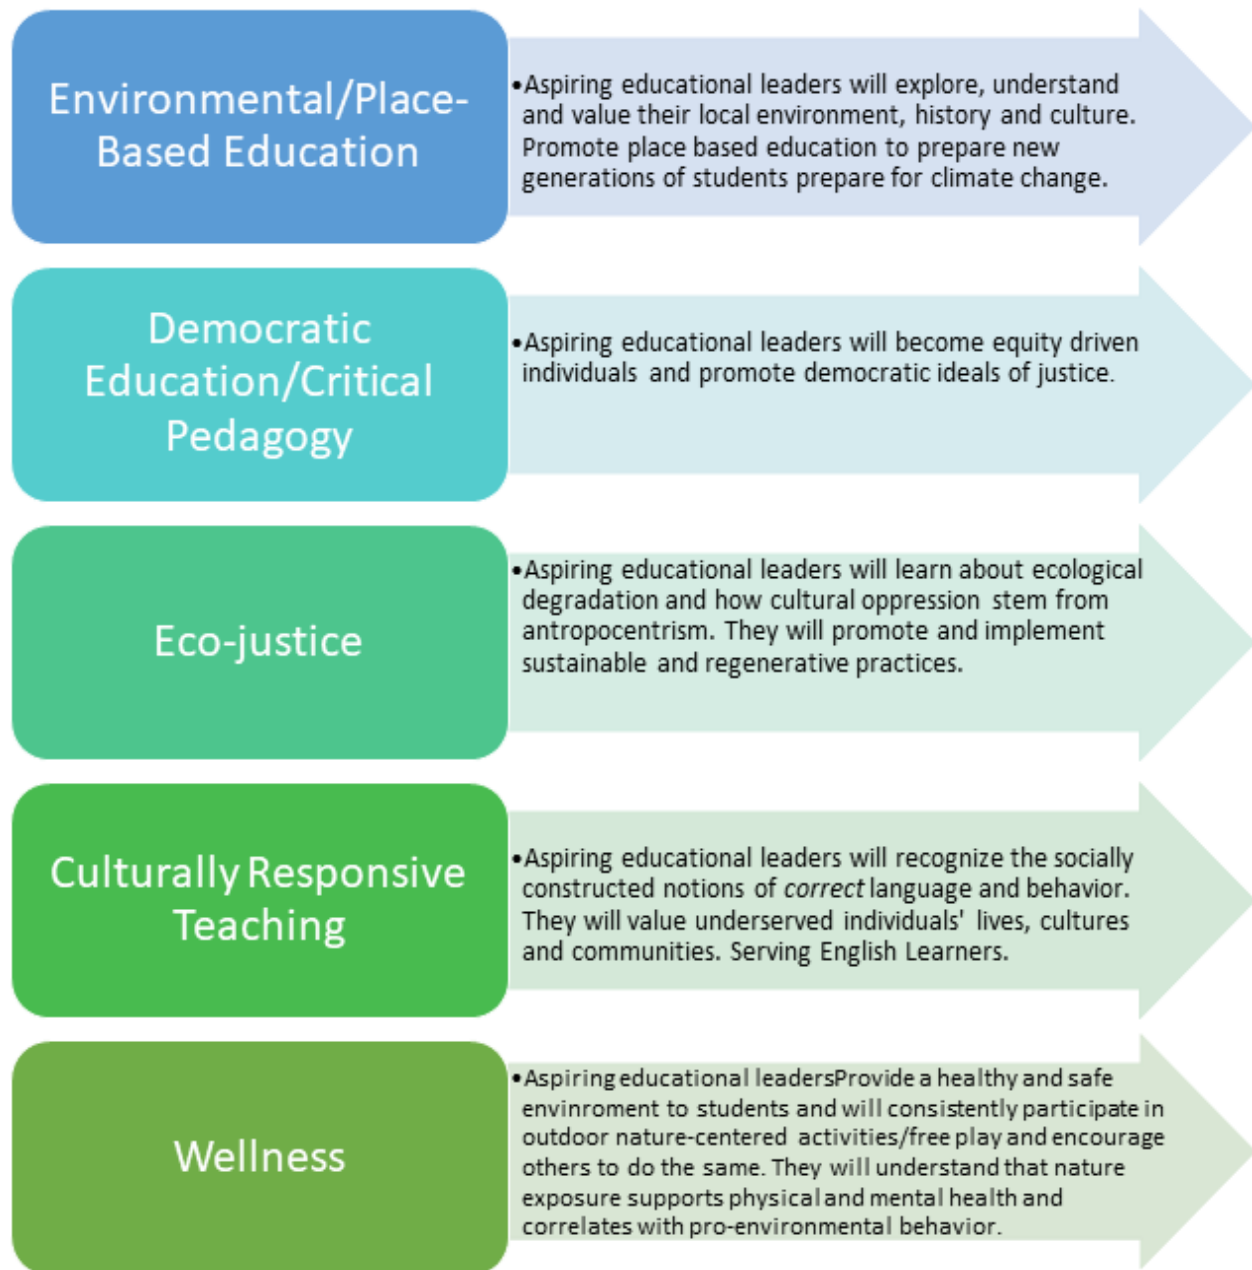 Environmental/Place-
Based Education
•Aspiring educational leaders will explore, understand
and value their local environment, history and culture.
Promote place based education to prepare new
generations of students prepare for climate change.
Democratic
Education/Critical
Pedagogy
•Aspiring educational leaders will become equity driven
individuals and promote democratic ideals of justice.
Eco-justice
•Aspiring educational leaders will learn about ecological
degradation and how cultural oppression stem from
antropocentrism. They will promote and implement
sustainable and regenerative practices.
Culturally Responsive
Teaching
•Aspiring educational leaders will recognize the socially
constructed notions of correct language and behavior.
They will value underserved individuals' lives, cultures
and communities. Serving English Learners.
Wellness
•Aspiring educational leadersProvide a healthy and safe
envinroment to students and will consistently participate in
outdoor nature-centered activities/free play and encourage
others to do the same. They will understand that nature
exposure supports physical and mental health and
correlates with pro-environmental behavior.